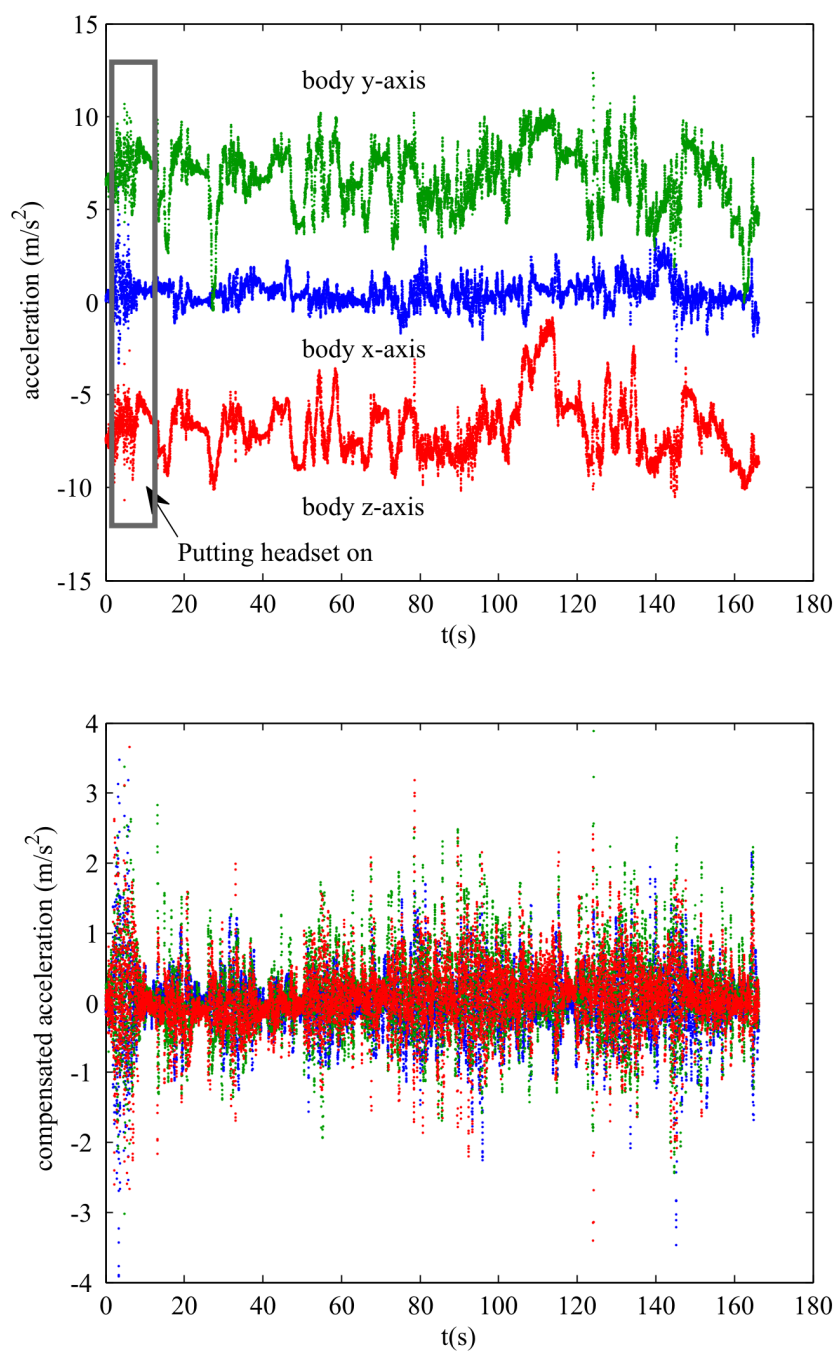 15
body y-axis
10
5
acceleration (m/s²)
0
body x-axis
-5
-10
body z-axis
Putting headset on
-15
0 20 40 60 80 100 120 140 160 180
t(s)
4
3
2
1
compensated acceleration (m/s²)
0
-1
-2
-3
-4
0 20 40 60 80 100 120 140 160 180
t(s)